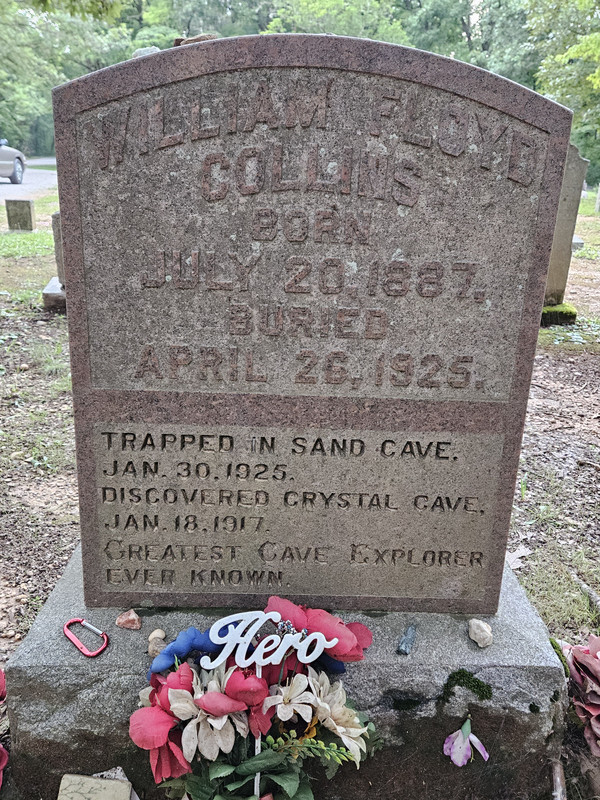 WILLIAM FLOYD
COLLINS
BORN
JULY 20, 1887.
BURIED
APRIL 26, 1925.
TRAPPED IN SAND CAVE.
JAN. 30. 1925.
DISCOVERED CRYSTAL CAVE.
JAN. 18. 1917.
GREATEST CAVE EXPLORER
EVER KNOWN.
Hero